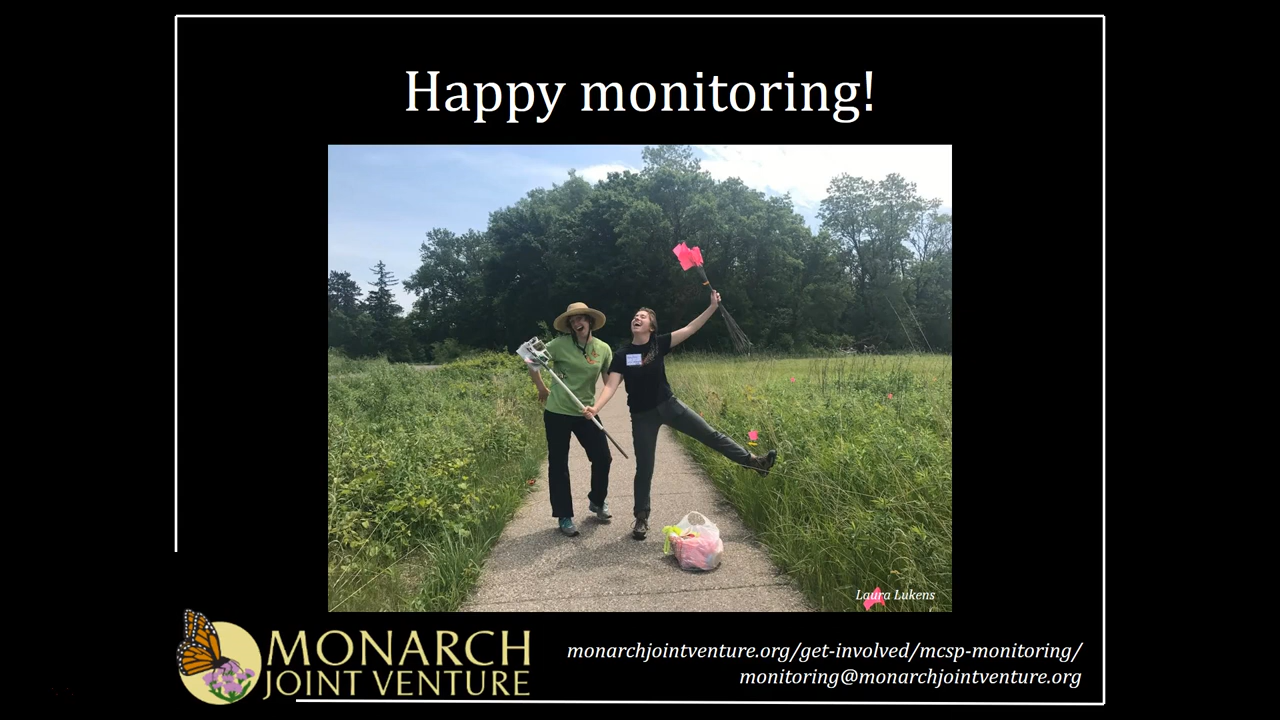 Happy monitoring!
Laura Lukens
MONARCH
JOINT VENTURE
monarchjointventure.org/get-involved/mcsp-monitoring/
monitoring@monarchjointventure.org